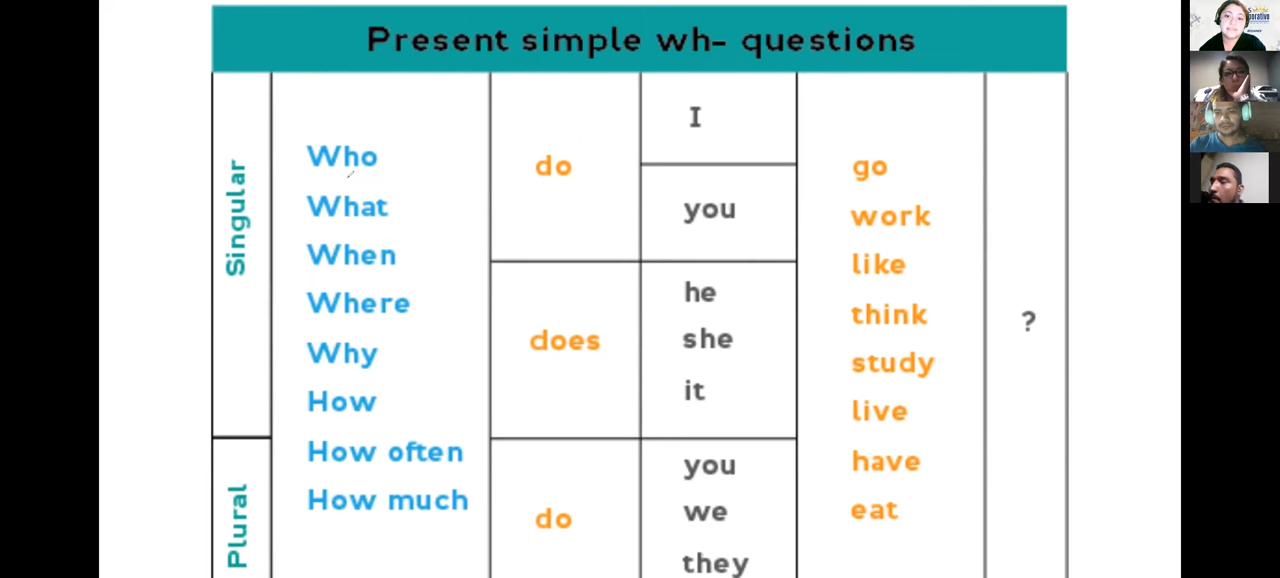 Present simple wh- questions
Singular
Who
What
When
Where
Why
How
How often
How much
do
I
you
does
he
she
it
Plural
do
you
we
they
go
work
like
think
study
live
have
eat
?